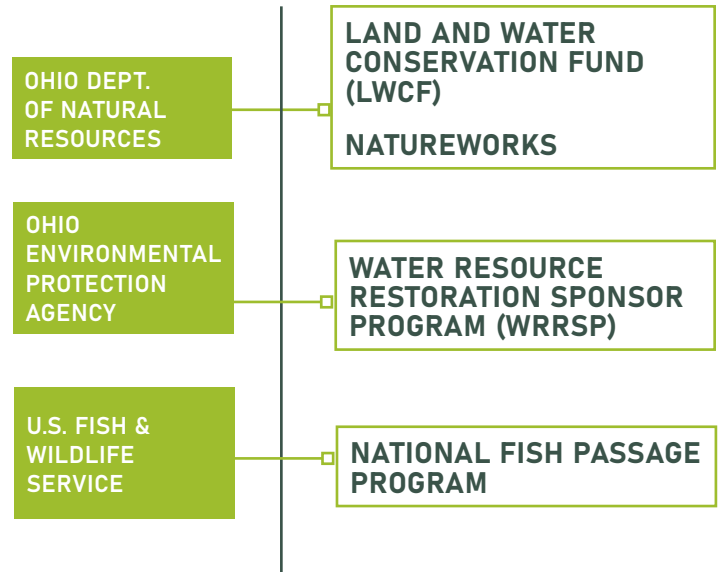 OHIO DEPT.
OF NATURAL
RESOURCES
LAND AND WATER
CONSERVATION FUND
(LWCF)
NATUREWORKS
OHIO
ENVIRONMENTAL
PROTECTION
AGENCY
WATER RESOURCE
RESTORATION SPONSOR
PROGRAM (WRRSP)
U.S. FISH &
WILDLIFE
SERVICE
NATIONAL FISH PASSAGE
PROGRAM